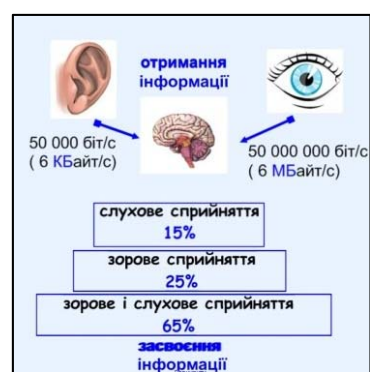 отримання
інформації
50 000 біт/с
( 6 КБайт/с)
50 000 000 біт/с
( 6 МБайт/с)
слухове сприйняття
15%
зорове сприйняття
25%
зорове і слухове сприйняття
65%
засвоєння
інформації